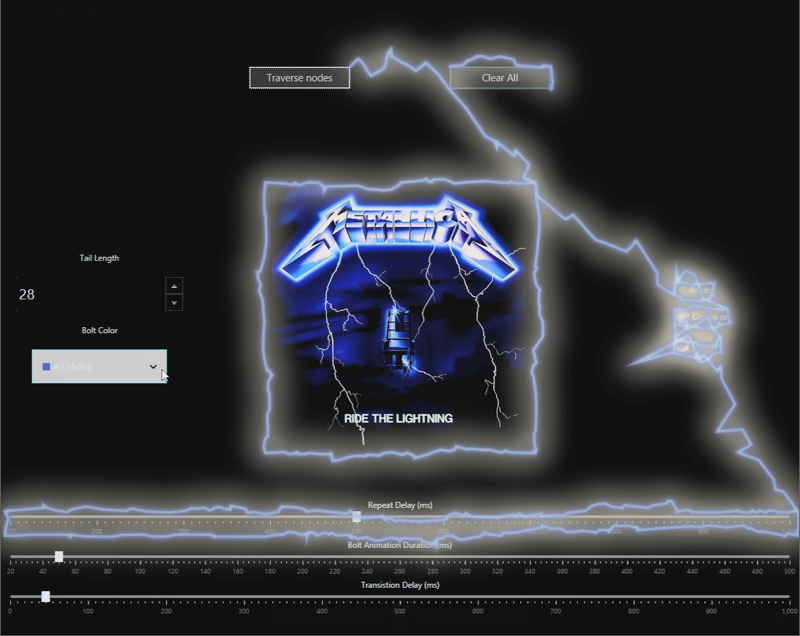 Traverse nodes
Clear All
METALLICA
Tail Length
28
Bolt Color
RIDE THE LIGHTNING
Repeat Delay (ms)
Bolt Animation Duration (ms)
20 40 60 80 100 120 140 160 180 200 220 240 260 280 300 320 340 360 380 400 420 440 460 480 500
Transistion Delay (ms)
0 100 200 300 400 500 600 700 800 900 1,000